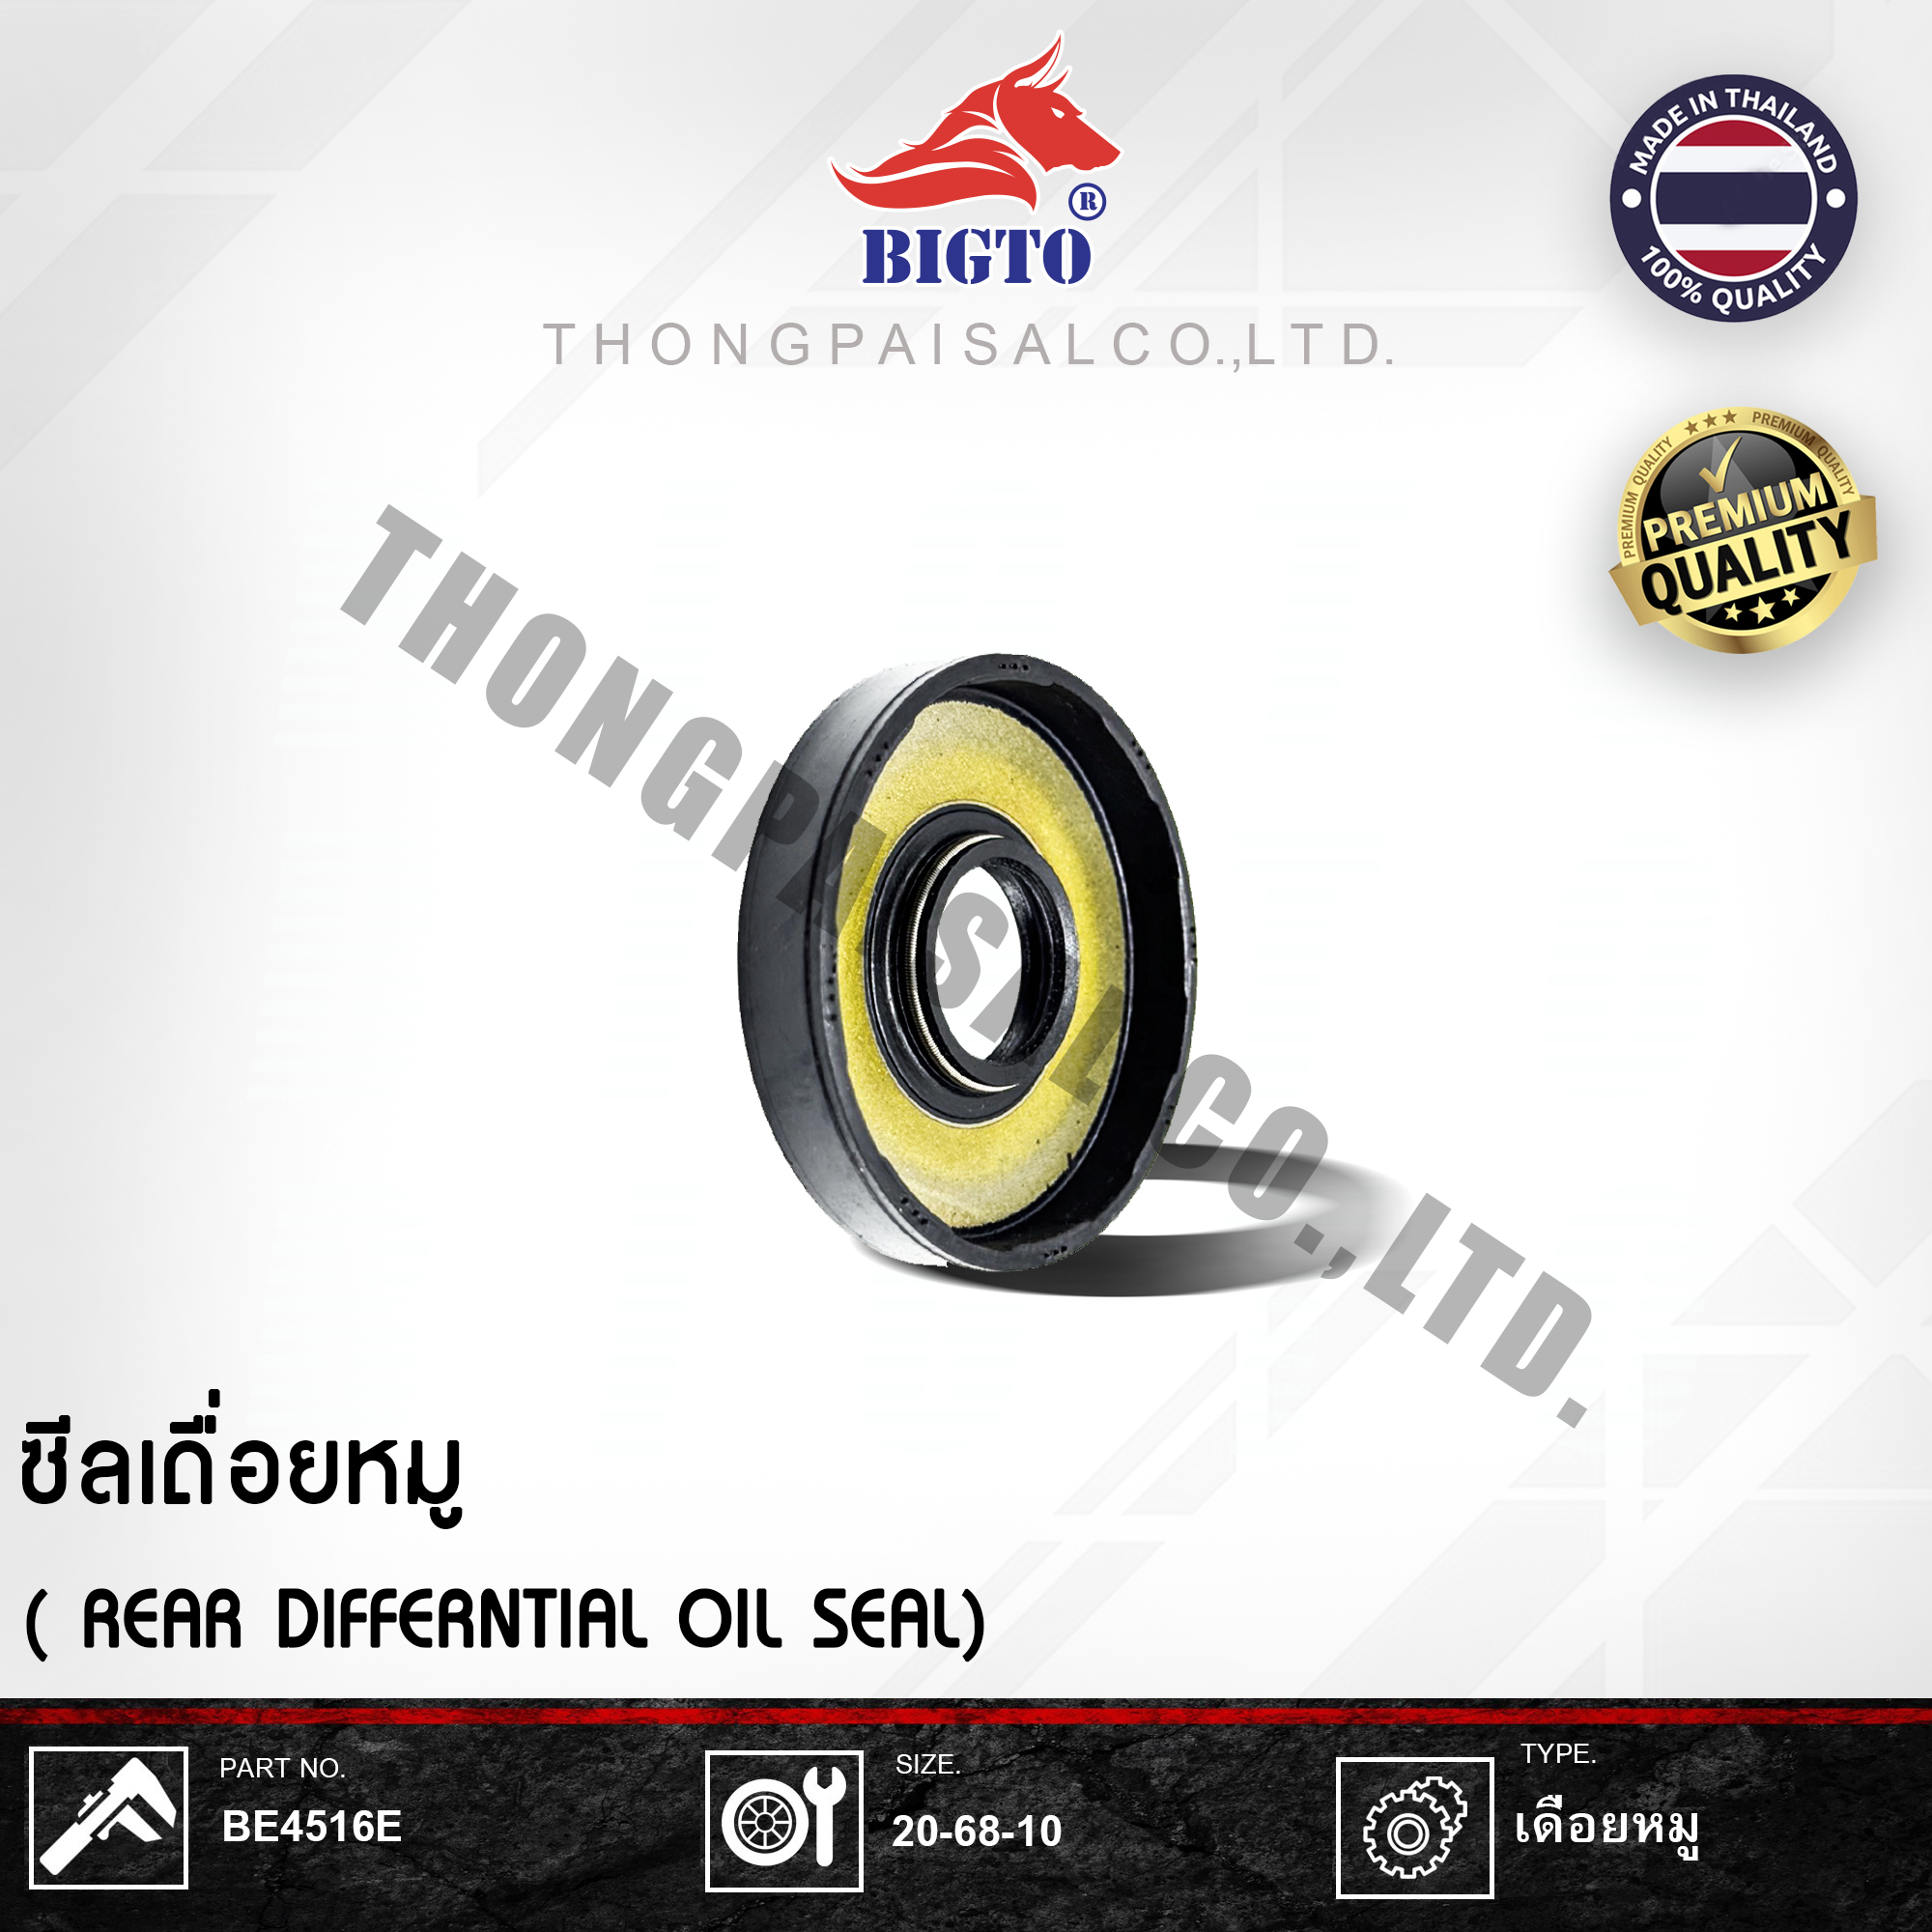 BIGTO
®
THONGPAISALCO.,LTD.
MADE IN THAILAND
100% QUALITY
PREMIUM QUALITY ★★★ PREMIUM QUALITY
PREMIUM
QUALITY
THONGPAISALCO.,LTD.
ซีลเดื่อยหมู
( REAR DIFFERNTIAL OIL SEAL)
PART NO.
BE4516E
SIZE.
20-68-10
TYPE.
เดือยหมู